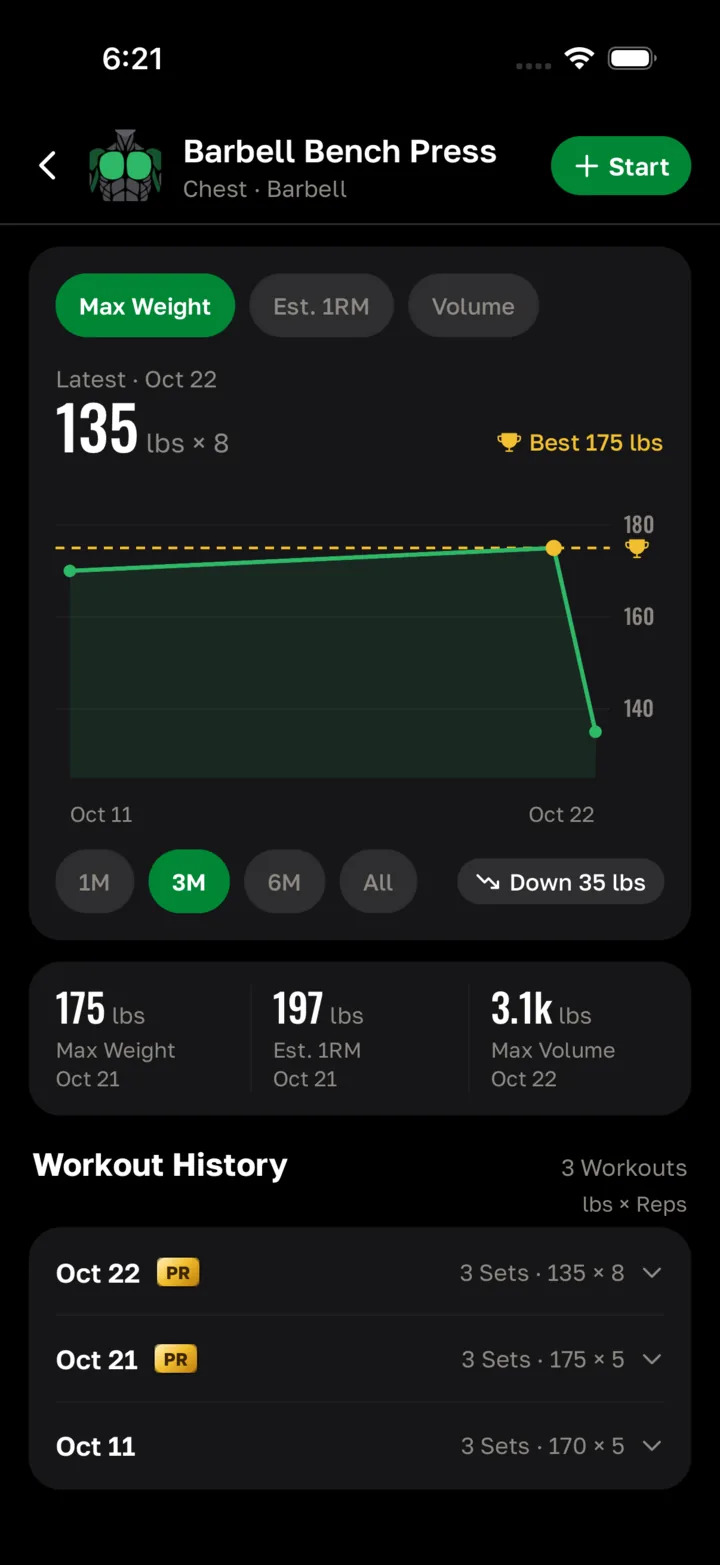 6:21
Barbell Bench Press
Chest · Barbell
+ Start
Max Weight
Est. 1RM
Volume
Latest · Oct 22
135 lbs × 8
Best 175 lbs
180
160
140
Oct 11
Oct 22
1M
3M
6M
All
Down 35 lbs
175 lbs
Max Weight
Oct 21
197 lbs
Est. 1RM
Oct 21
3.1k lbs
Max Volume
Oct 22
Workout History
3 Workouts
lbs × Reps
Oct 22 PR 3 Sets · 135 × 8
Oct 21 PR 3 Sets · 175 × 5
Oct 11 3 Sets · 170 × 5